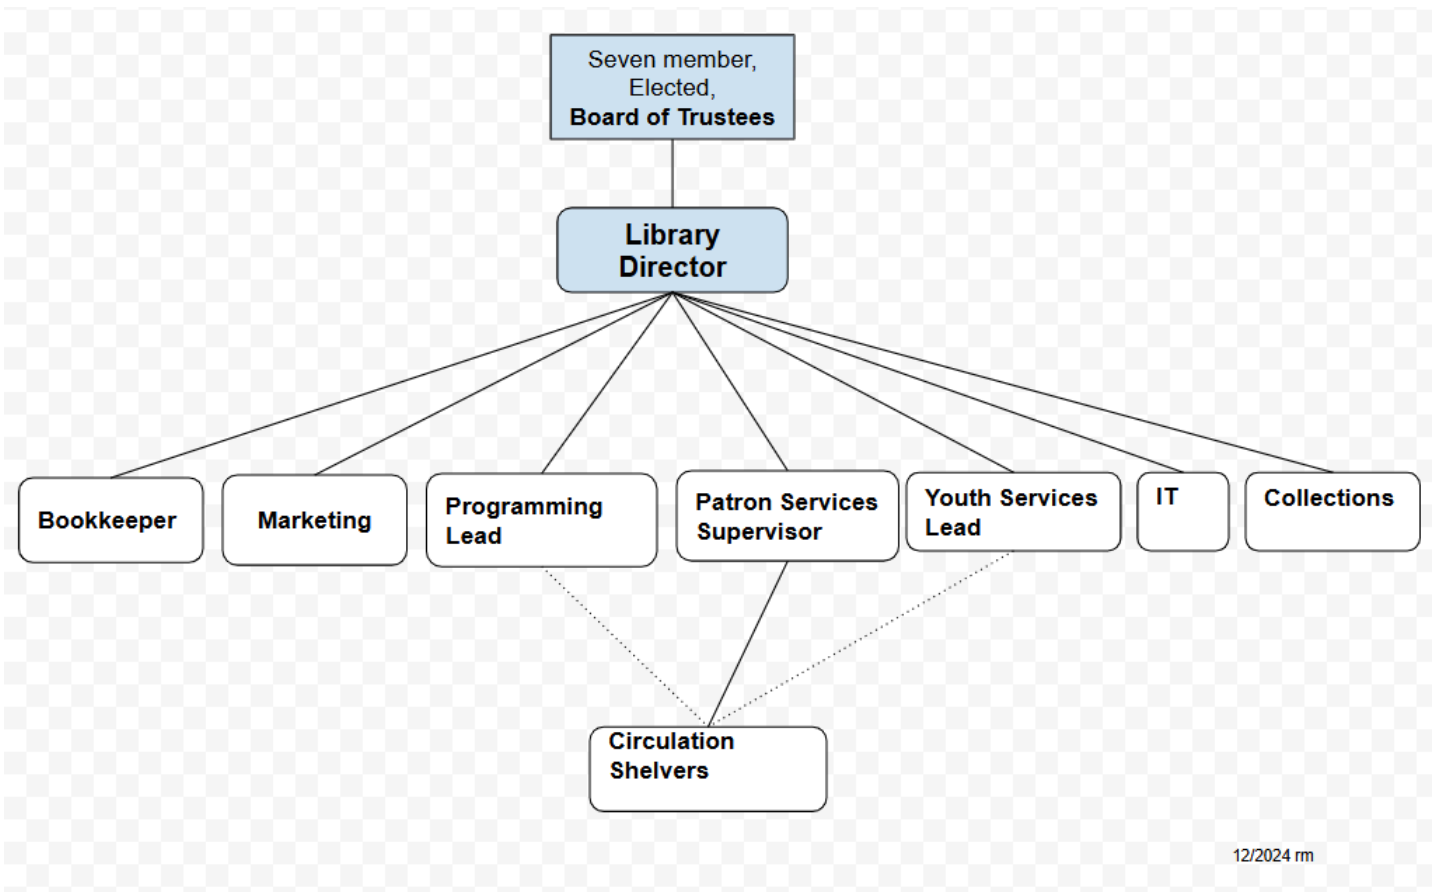 Seven member,
Elected,
Board of Trustees
Library
Director
Bookkeeper
Marketing
Programming
Lead
Patron Services
Supervisor
Youth Services
Lead
IT
Collections
Circulation
Shelvers
12/2024 rm